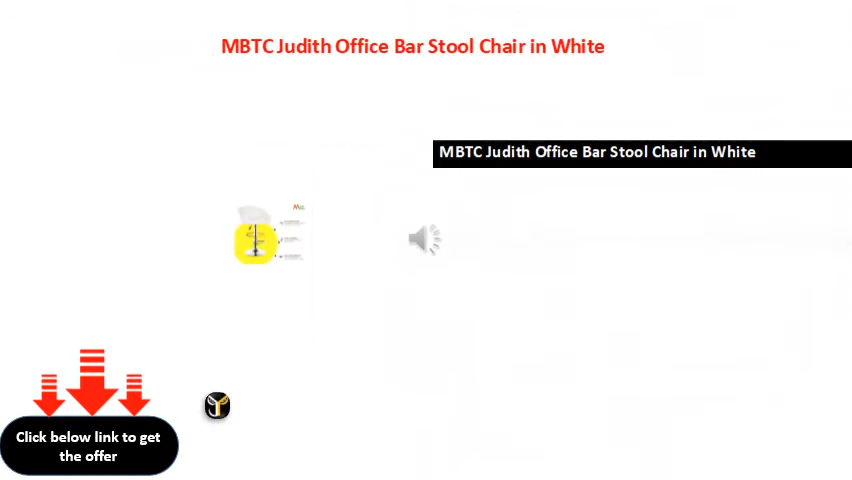 MBTC Judith Office Bar Stool Chair in White
MBTC Judith Office Bar Stool Chair in White
Click below link to get
the offer